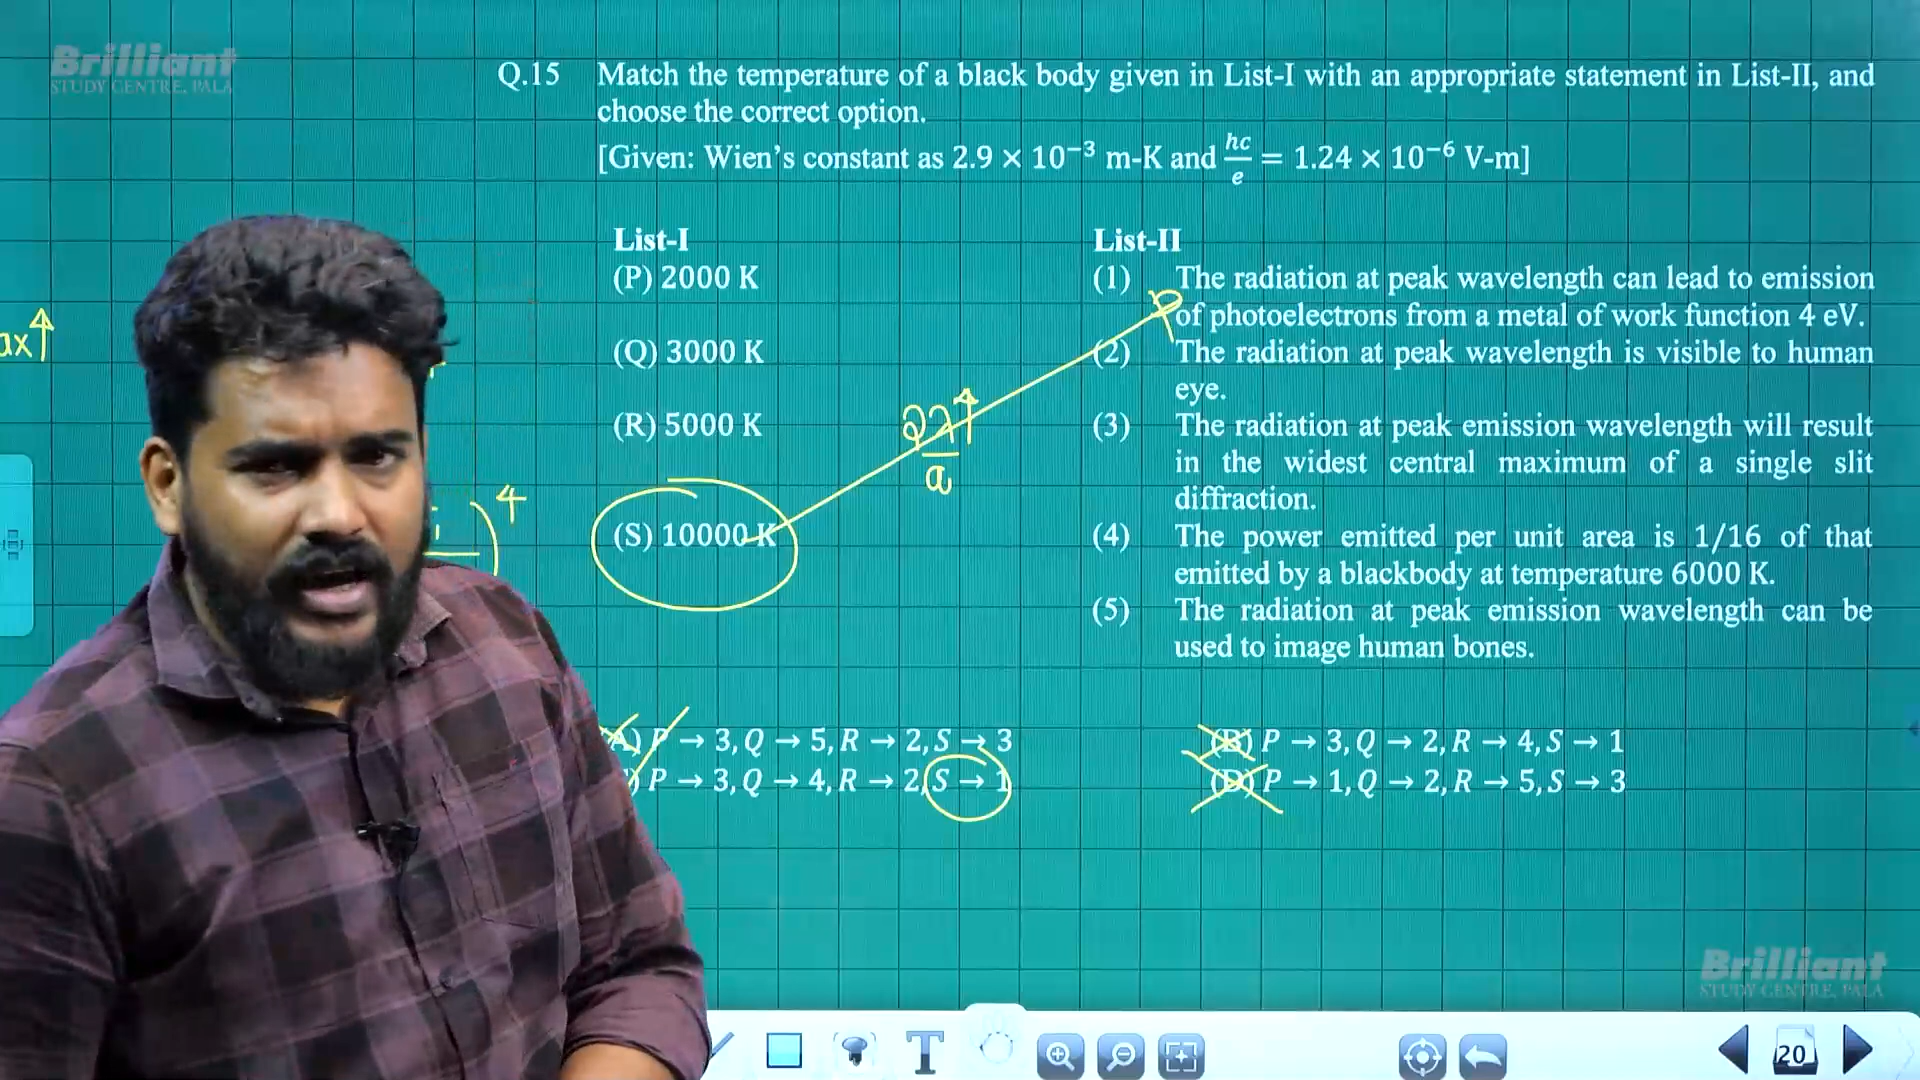 Brilliant
STUDY CENTRE, PALA
Q.15 Match the temperature of a black body given in List-I with an appropriate statement in List-II, and
choose the correct option.
[Given: Wien's constant as 2.9 × 10⁻³ m-K and hc/e = 1.24 × 10⁻⁶ V-m]
List-I
(P) 2000 K
(Q) 3000 K
(R) 5000 K
(S) 10000 K
List-II
(1) The radiation at peak wavelength can lead to emission
of photoelectrons from a metal of work function 4 eV.
(2) The radiation at peak wavelength is visible to human
eye.
(3) The radiation at peak emission wavelength will result
in the widest central maximum of a single slit
diffraction.
(4) The power emitted per unit area is 1/16 of that
emitted by a blackbody at temperature 6000 K.
(5) The radiation at peak emission wavelength can be
used to image human bones.
ax↑
4
2λ↑
a
(A) P → 3, Q → 5, R → 2, S → 3
(B) P → 3, Q → 2, R → 4, S → 1
P → 3, Q → 4, R → 2, S → 1
(D) P → 1, Q → 2, R → 5, S → 3
Brilliant
STUDY CENTRE, PALA
T
20